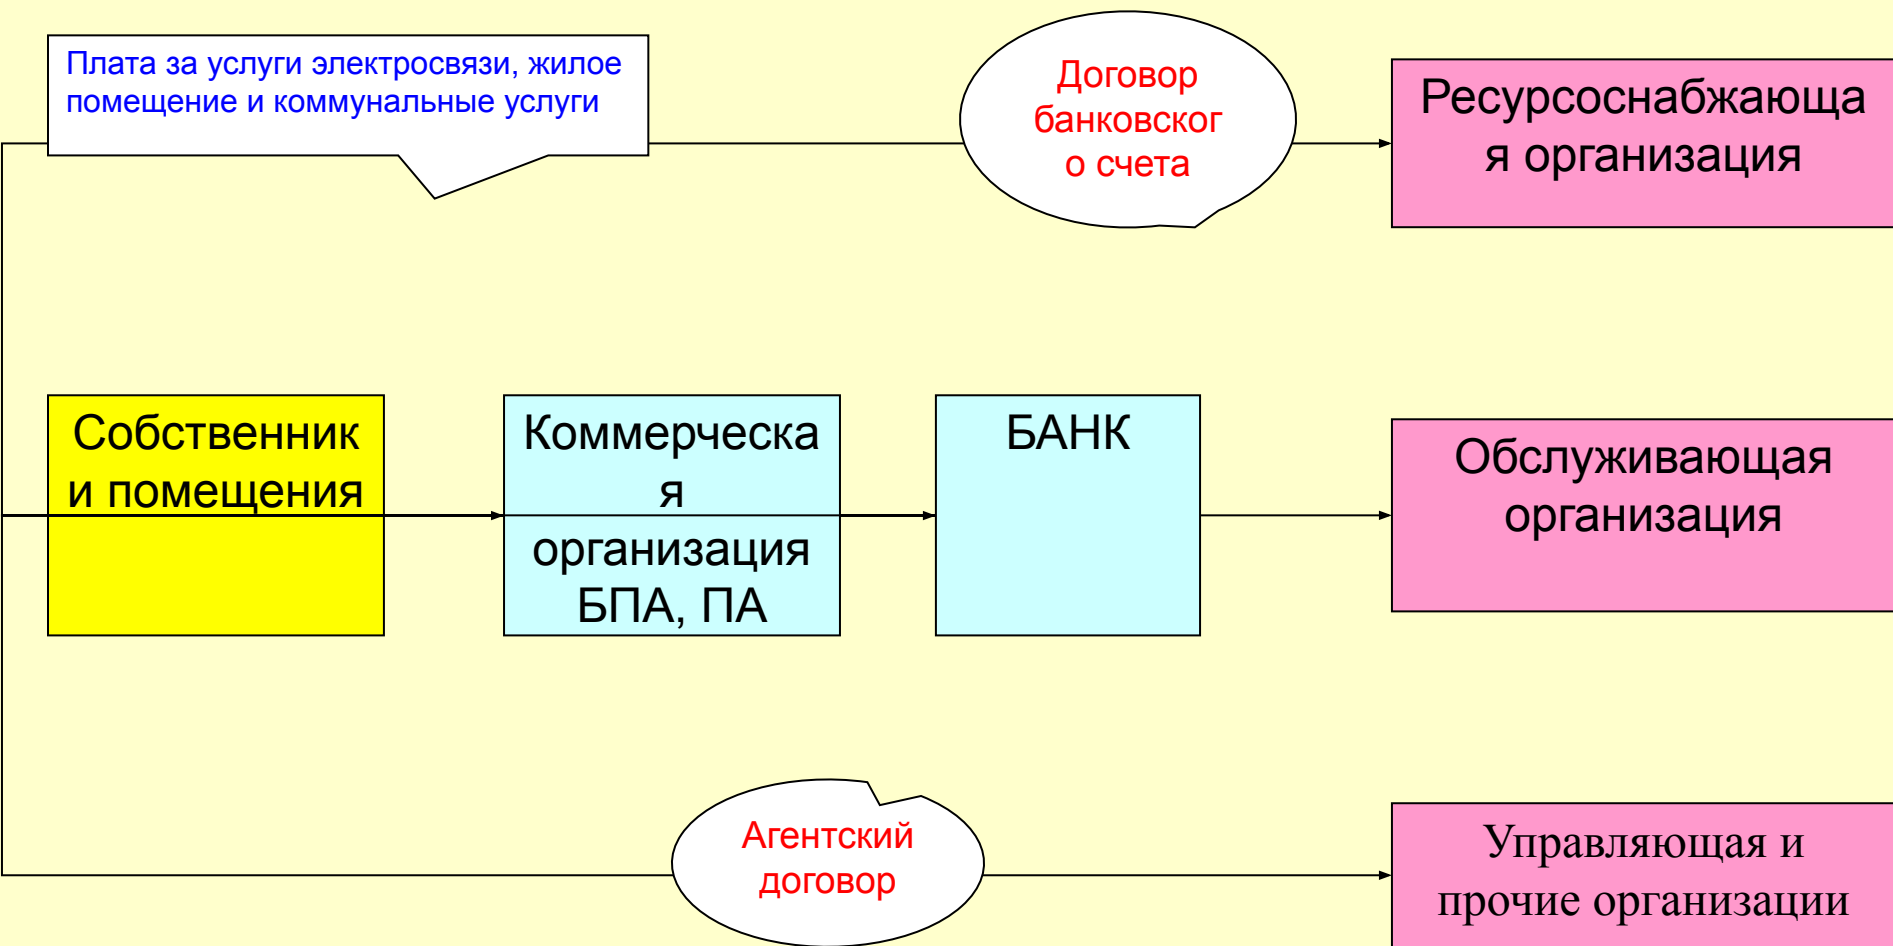 Плата за услуги электросвязи, жилое
помещение и коммунальные услуги
Договор
банковског
о счета
Ресурсоснабжающа
я организация
Собственник
и помещения
Коммерческа
я
организация
БПА, ПА
БАНК
Обслуживающая
организация
Агентский
договор
Управляющая и
прочие организации